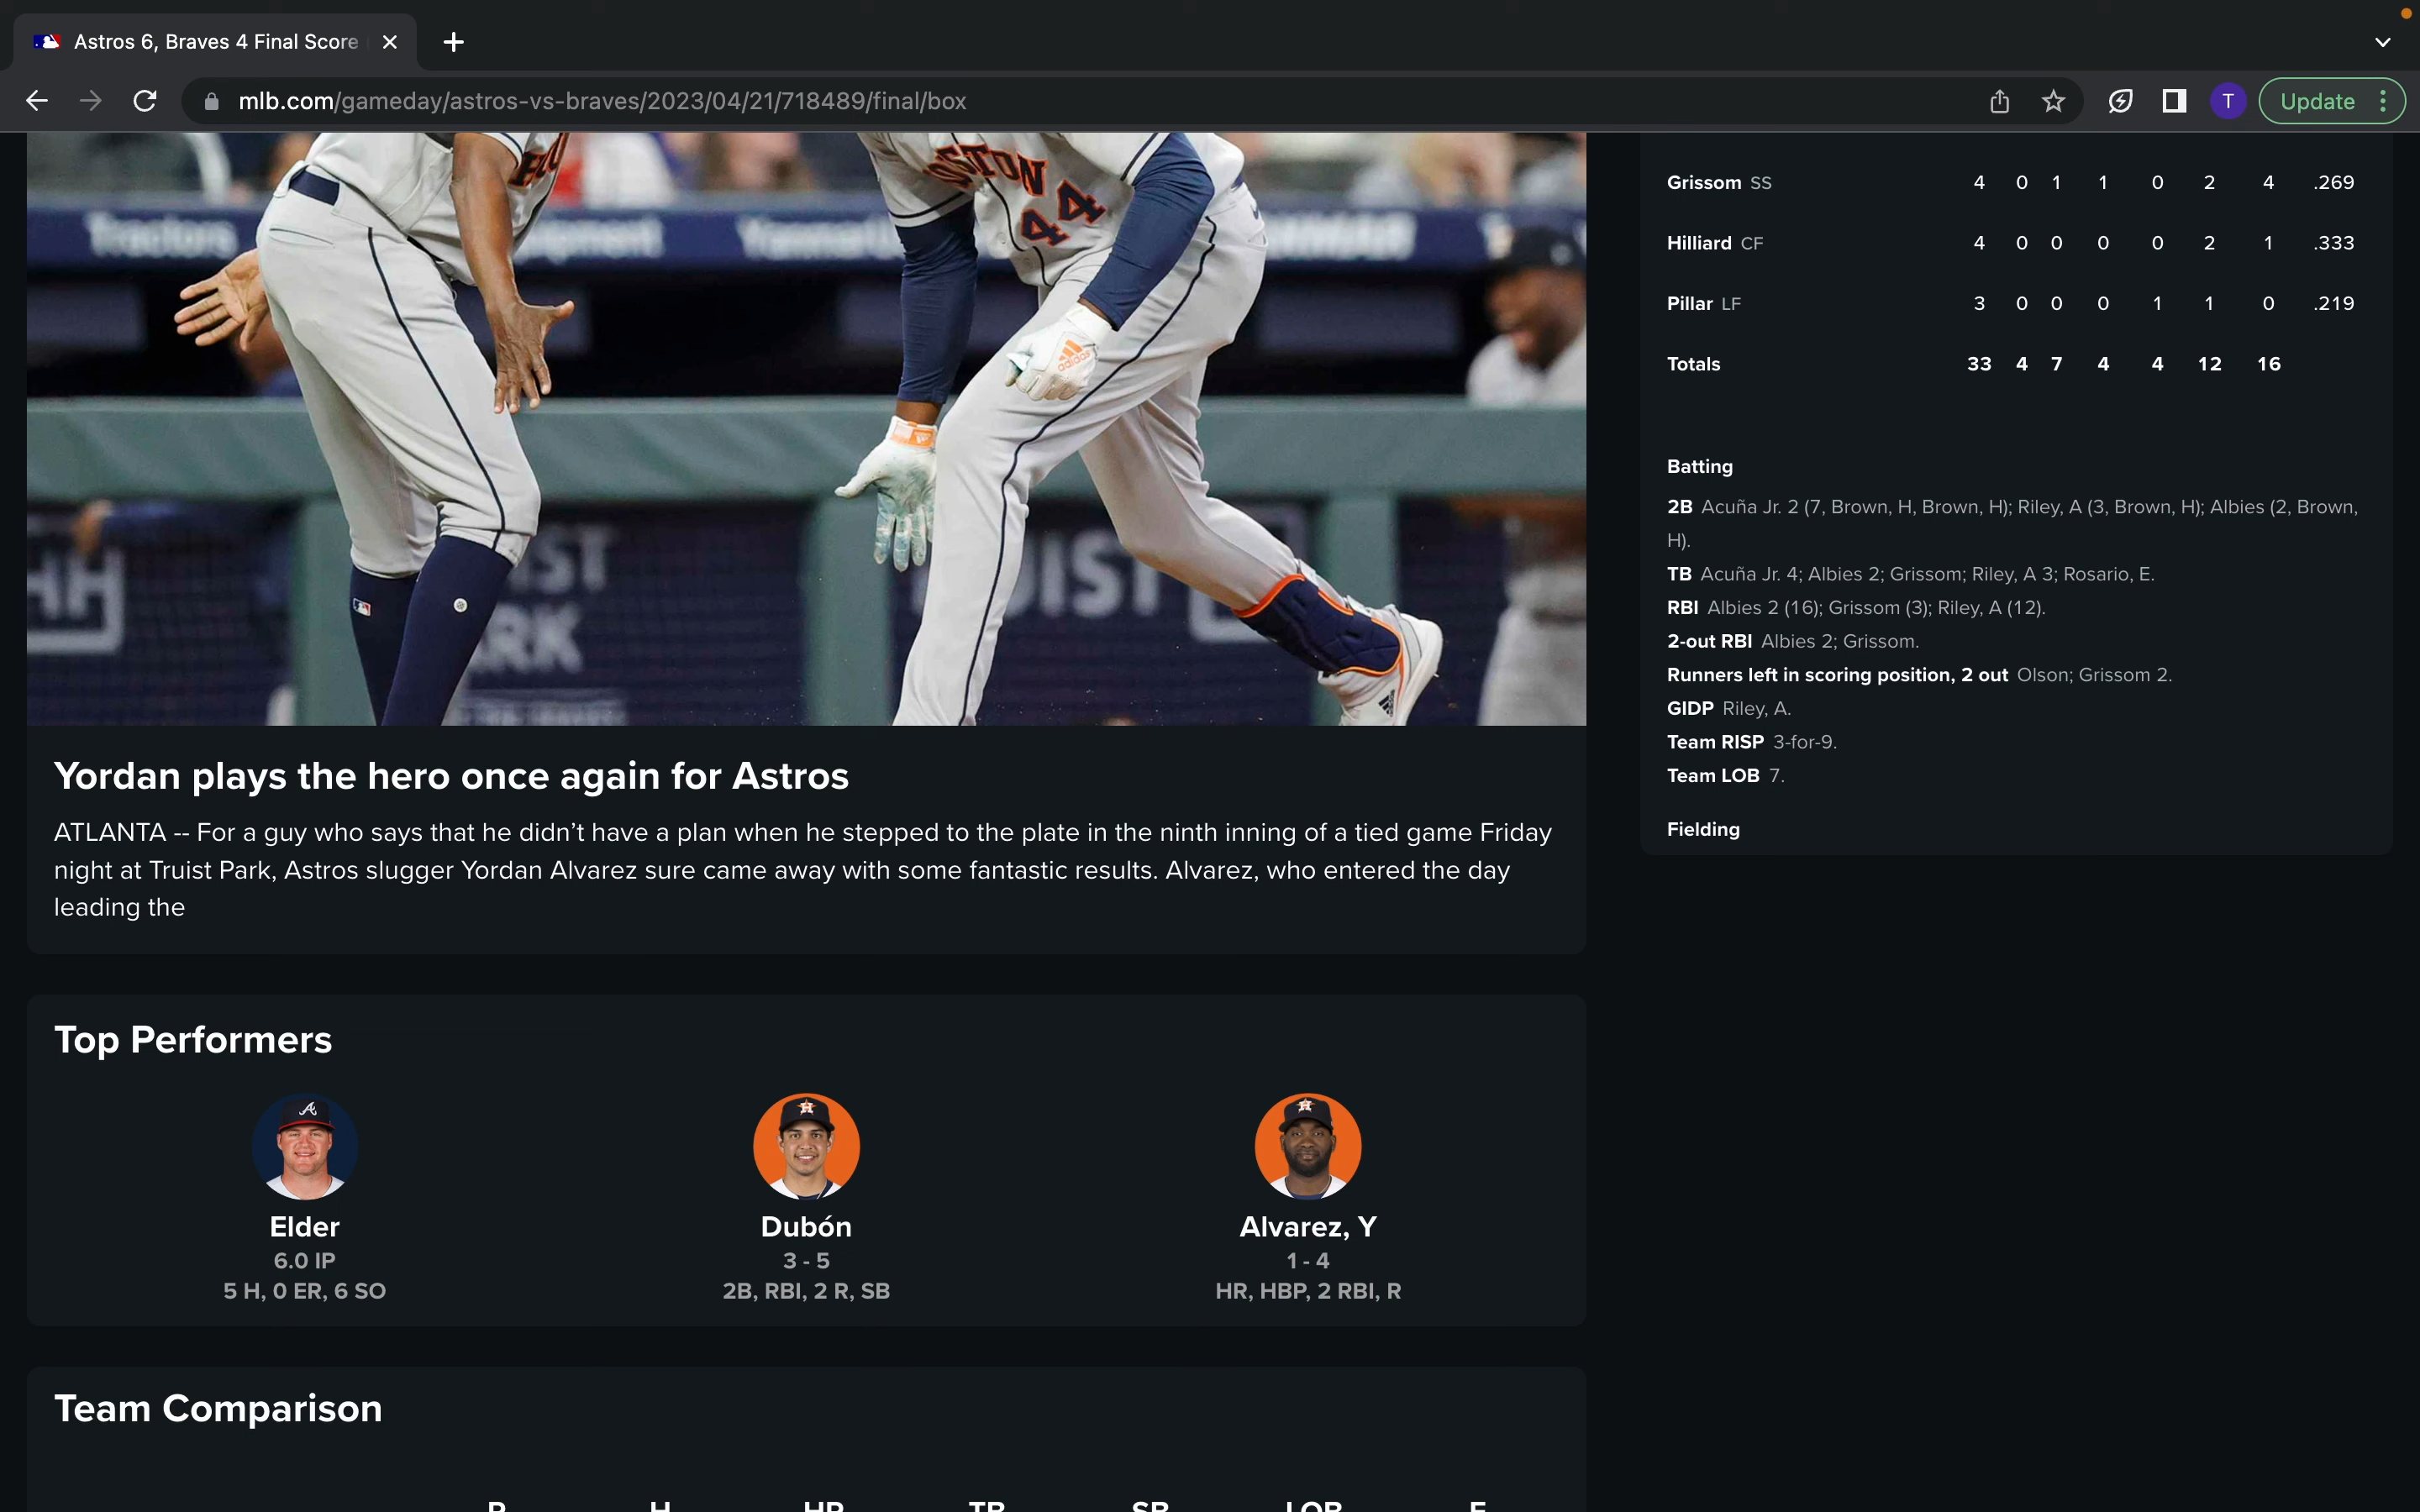 Astros 6, Braves 4 Final Score
mlb.com/gameday/astros-vs-braves/2023/04/21/718489/final/box
T
Update
Tractors
HOUSTON
44
adidas
Yordan plays the hero once again for Astros
ATLANTA -- For a guy who says that he didn’t have a plan when he stepped to the plate in the ninth inning of a tied game Friday
night at Truist Park, Astros slugger Yordan Alvarez sure came away with some fantastic results. Alvarez, who entered the day
leading the
Top Performers
Elder
6.0 IP
5 H, 0 ER, 6 SO
Dubón
3 - 5
2B, RBI, 2 R, SB
Alvarez, Y
1 - 4
HR, HBP, 2 RBI, R
Team Comparison
R H HR TB SB LOB E
Grissom SS 4 0 1 1 0 2 4 .269
Hilliard CF 4 0 0 0 0 2 1 .333
Pillar LF 3 0 0 0 1 1 0 .219
Totals 33 4 7 4 4 12 16
Batting
2B Acuña Jr. 2 (7, Brown, H, Brown, H); Riley, A (3, Brown, H); Albies (2, Brown,
H).
TB Acuña Jr. 4; Albies 2; Grissom; Riley, A 3; Rosario, E.
RBI Albies 2 (16); Grissom (3); Riley, A (12).
2-out RBI Albies 2; Grissom.
Runners left in scoring position, 2 out Olson; Grissom 2.
GIDP Riley, A.
Team RISP 3-for-9.
Team LOB 7.
Fielding